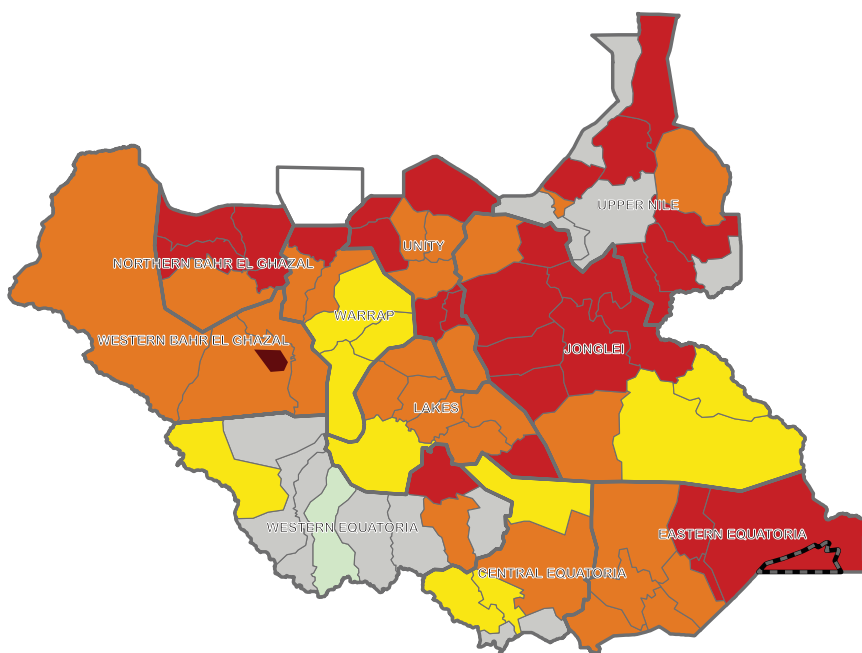 UPPER NILE
UNITY
NORTHERN BAHR EL GHAZAL
WARRAP
WESTERN BAHR EL GHAZAL
JONGLEI
LAKES
WESTERN EQUATORIA
EASTERN EQUATORIA
CENTRAL EQUATORIA